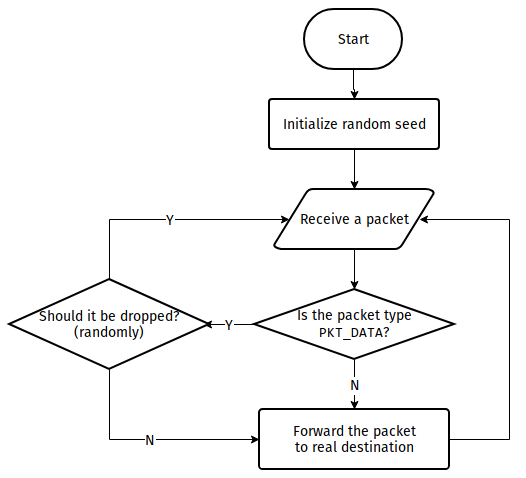 Start
Initialize random seed
Y
Receive a packet
Should it be dropped?
(randomly)
Y
Is the packet type
PKT_DATA?
N
N
Forward the packet
to real destination